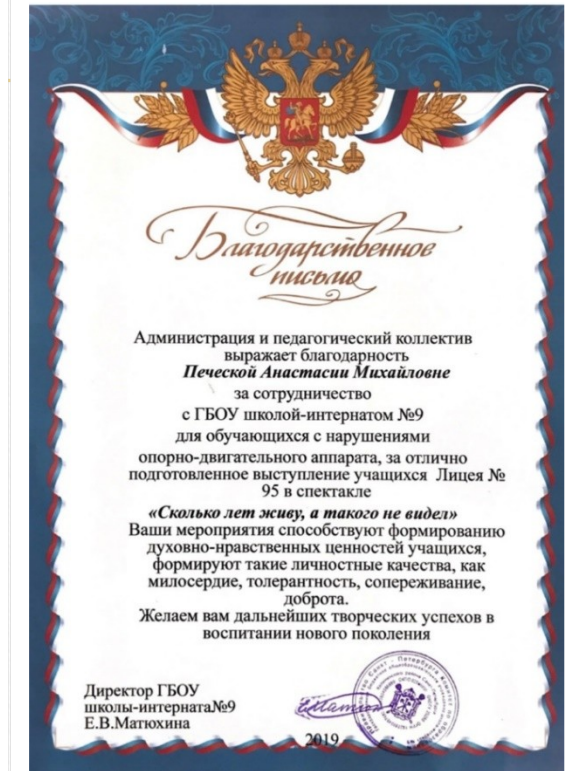 Благодарственное
письмо
Администрация и педагогический коллектив
выражает благодарность
Печеской Анастасии Михайловне
за сотрудничество
с ГБОУ школой-интернатом №9
для обучающихся с нарушениями
опорно-двигательного аппарата, за отлично
подготовленное выступление учащихся Лицея №
95 в спектакле
«Сколько лет живу, а такого не видел»
Ваши мероприятия способствуют формированию
духовно-нравственных ценностей учащихся,
формируют такие личностные качества, как
милосердие, толерантность, сопереживание,
доброта.
Желаем вам дальнейших творческих успехов в
воспитании нового поколения
Директор ГБОУ
школы-интерната№9
Е.В.Матюхина
2019